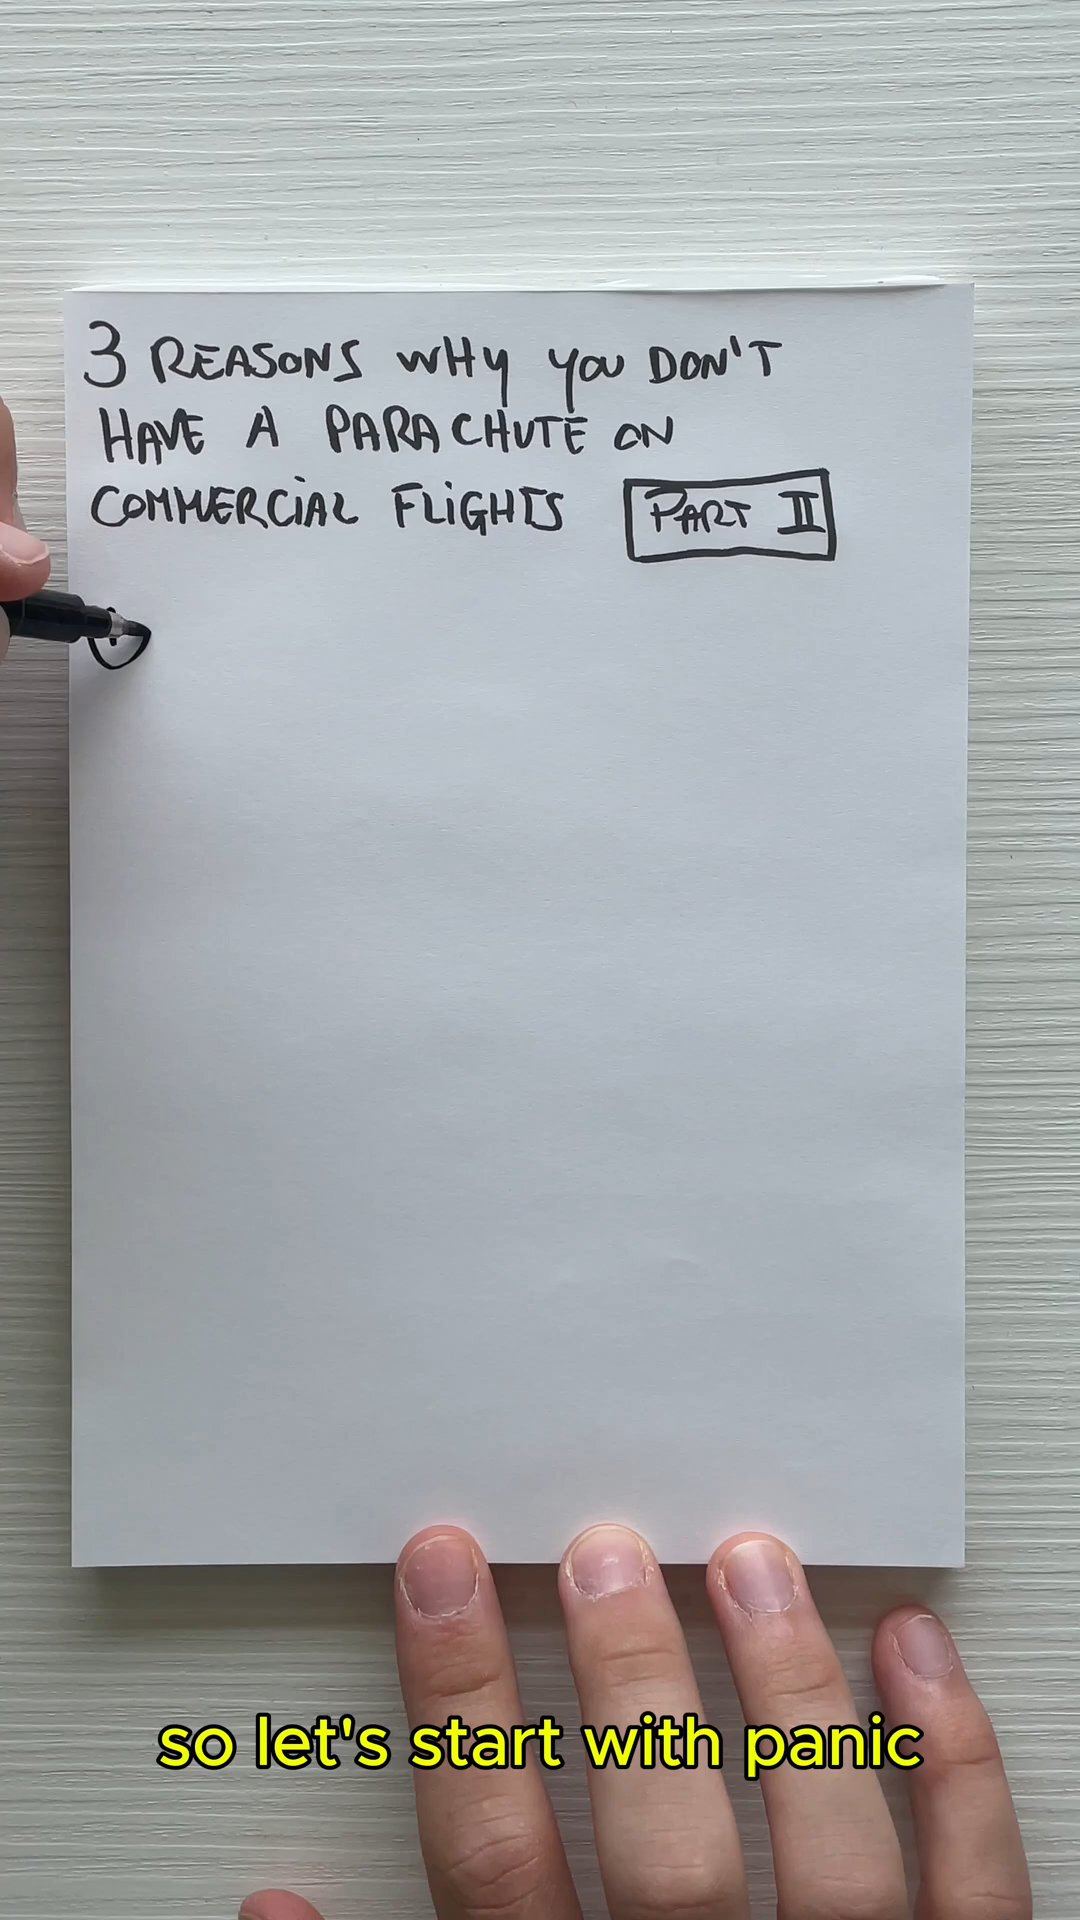 3 REASONS WHY YOU DON'T
HAVE A PARACHUTE ON
COMMERCIAL FLIGHTS PART II
so let's start with panic